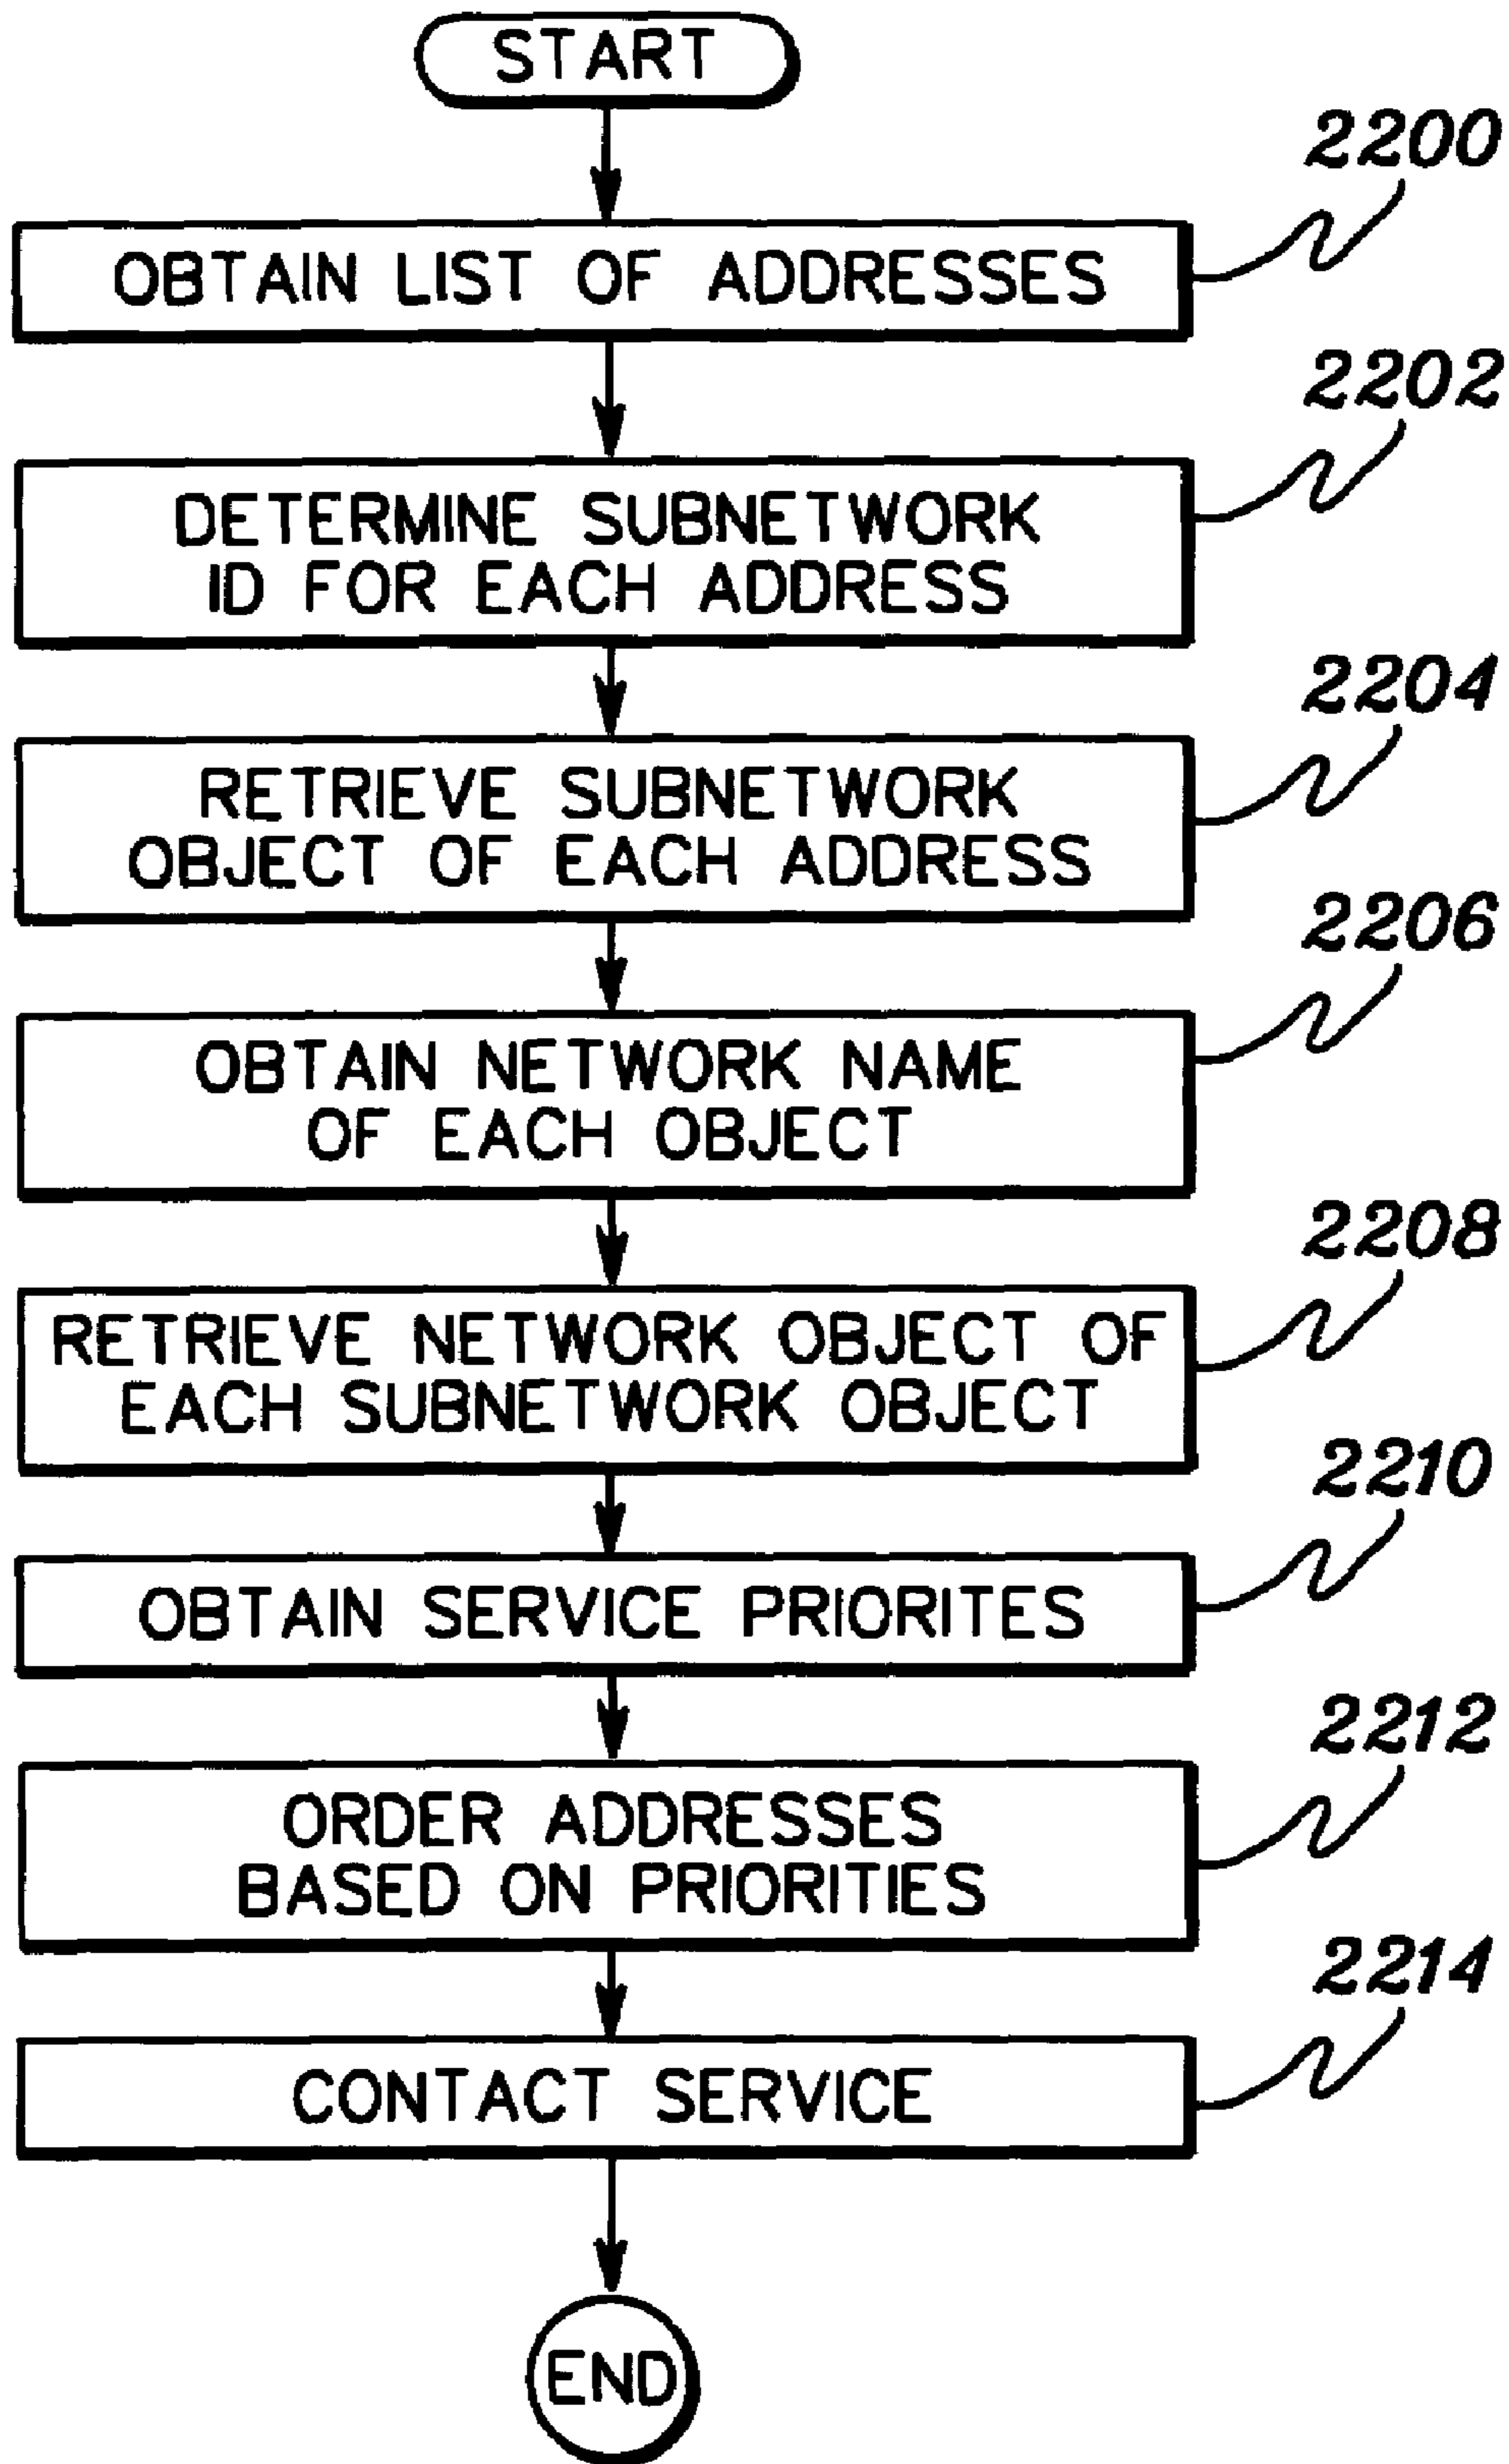 START
2200
OBTAIN LIST OF ADDRESSES
2202
DETERMINE SUBNETWORK
ID FOR EACH ADDRESS
2204
RETRIEVE SUBNETWORK
OBJECT OF EACH ADDRESS
2206
OBTAIN NETWORK NAME
OF EACH OBJECT
2208
RETRIEVE NETWORK OBJECT OF
EACH SUBNETWORK OBJECT
2210
OBTAIN SERVICE PRIORITES
2212
ORDER ADDRESSES
BASED ON PRIORITIES
2214
CONTACT SERVICE
END